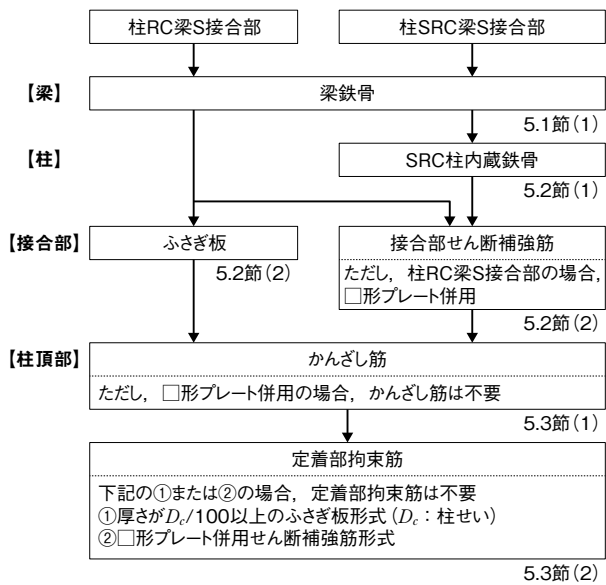 柱RC梁S接合部
柱SRC梁S接合部
【梁】
梁鉄骨
5.1節(1)
【柱】
SRC柱内蔵鉄骨
5.2節(1)
【接合部】
ふさぎ板
5.2節(2)
接合部せん断補強筋
ただし，柱RC梁S接合部の場合，
□形プレート併用
5.2節(2)
【柱頂部】
かんざし筋
ただし，□形プレート併用の場合，かんざし筋は不要
5.3節(1)
定着部拘束筋
下記の①または②の場合，定着部拘束筋は不要
①厚さがDc/100以上のふさぎ板形式(Dc：柱せい)
②□形プレート併用せん断補強筋形式
5.3節(2)